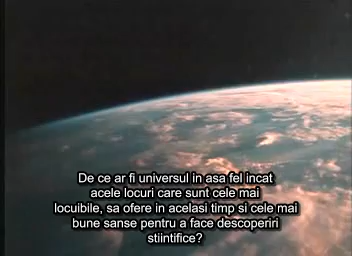 De ce ar fi universul in asa fel incat
acele locuri care sunt cele mai
locuibile, sa ofere in acelasi timp si cele mai
bune sanse pentru a face descoperiri
stiintifice?